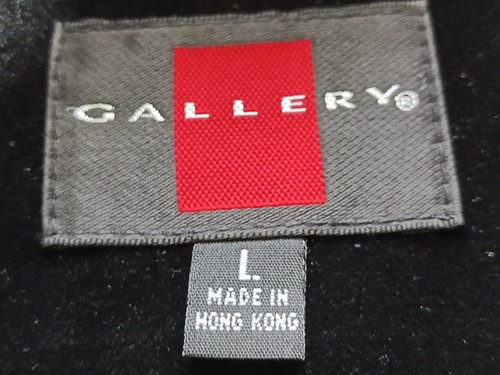 GALLERY®
L
MADE IN
HONG KONG